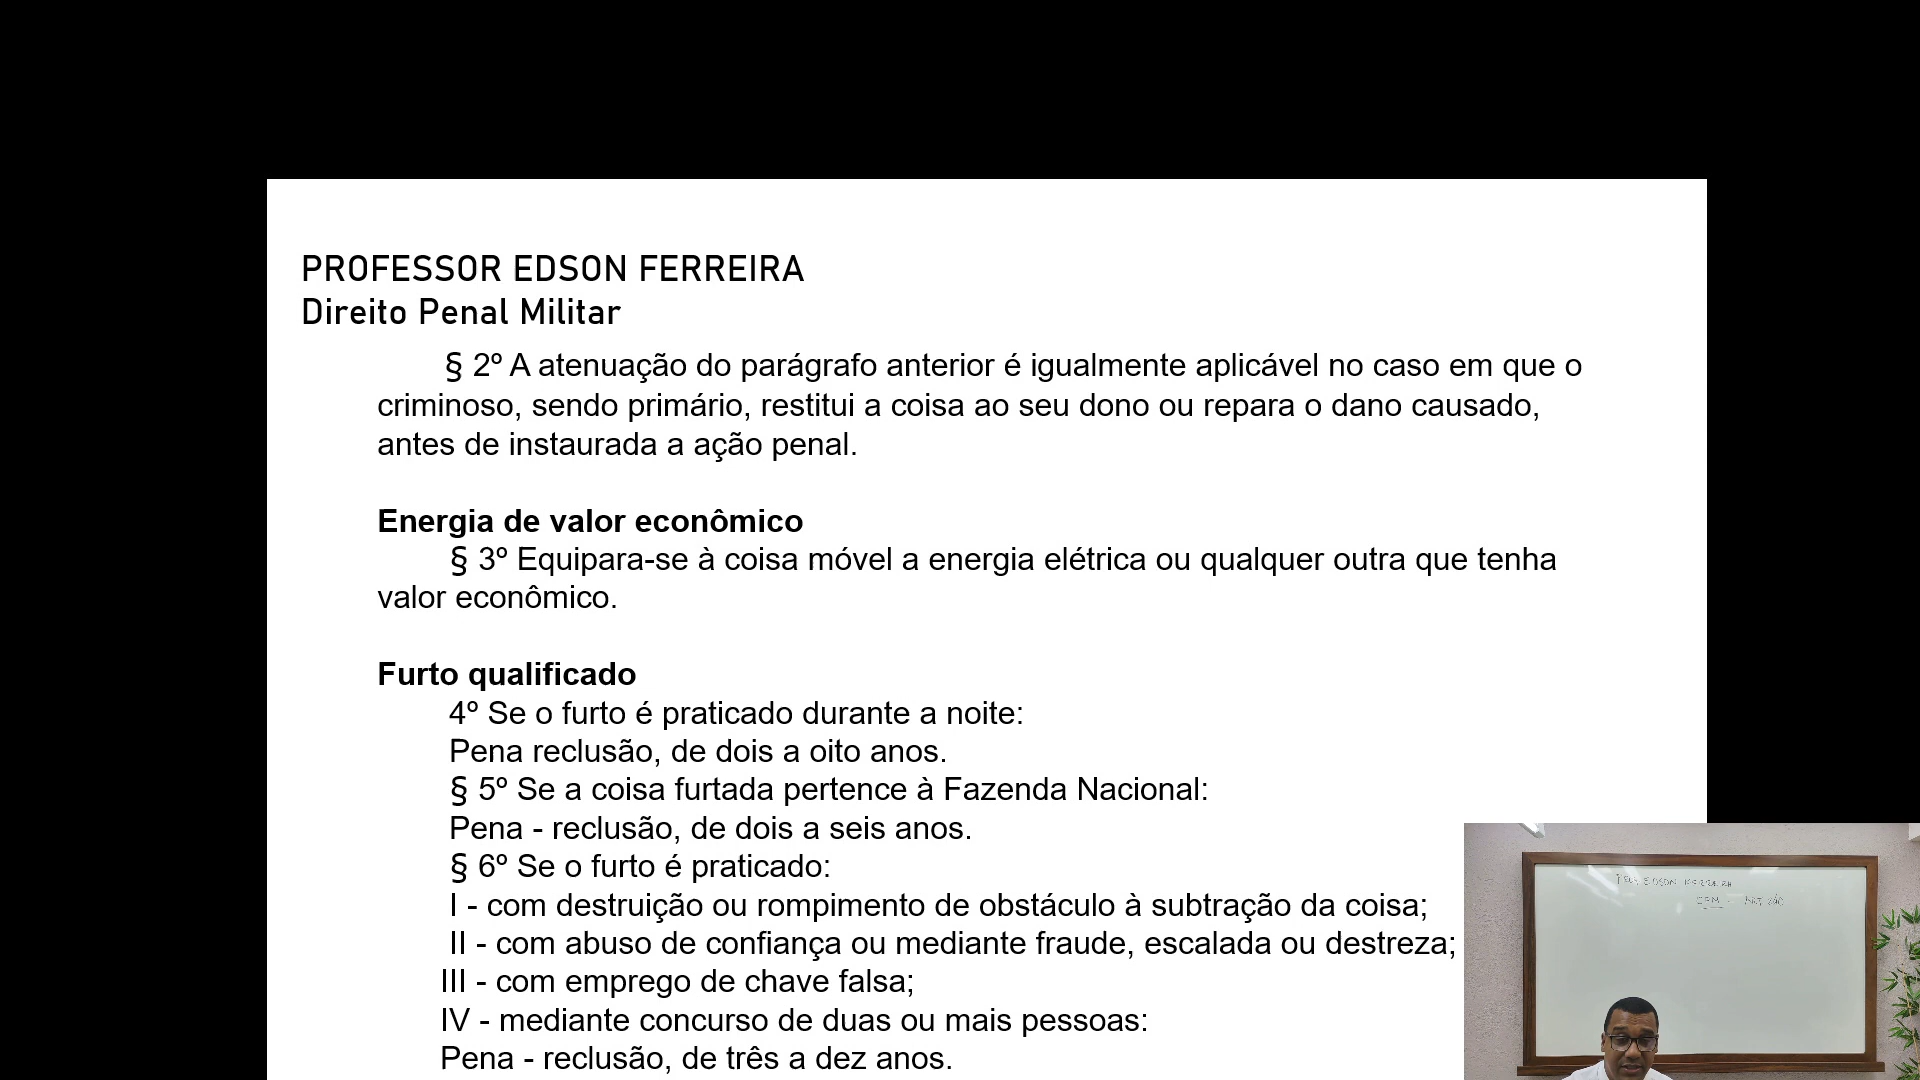 PROFESSOR EDSON FERREIRA
Direito Penal Militar
§ 2º A atenuação do parágrafo anterior é igualmente aplicável no caso em que o
criminoso, sendo primário, restitui a coisa ao seu dono ou repara o dano causado,
antes de instaurada a ação penal.
Energia de valor econômico
§ 3º Equipara-se à coisa móvel a energia elétrica ou qualquer outra que tenha
valor econômico.
Furto qualificado
4º Se o furto é praticado durante a noite:
Pena reclusão, de dois a oito anos.
§ 5º Se a coisa furtada pertence à Fazenda Nacional:
Pena - reclusão, de dois a seis anos.
§ 6º Se o furto é praticado:
I - com destruição ou rompimento de obstáculo à subtração da coisa;
II - com abuso de confiança ou mediante fraude, escalada ou destreza;
III - com emprego de chave falsa;
IV - mediante concurso de duas ou mais pessoas:
Pena - reclusão, de três a dez anos.
EDSON FERREIRA
CPM - ART 240